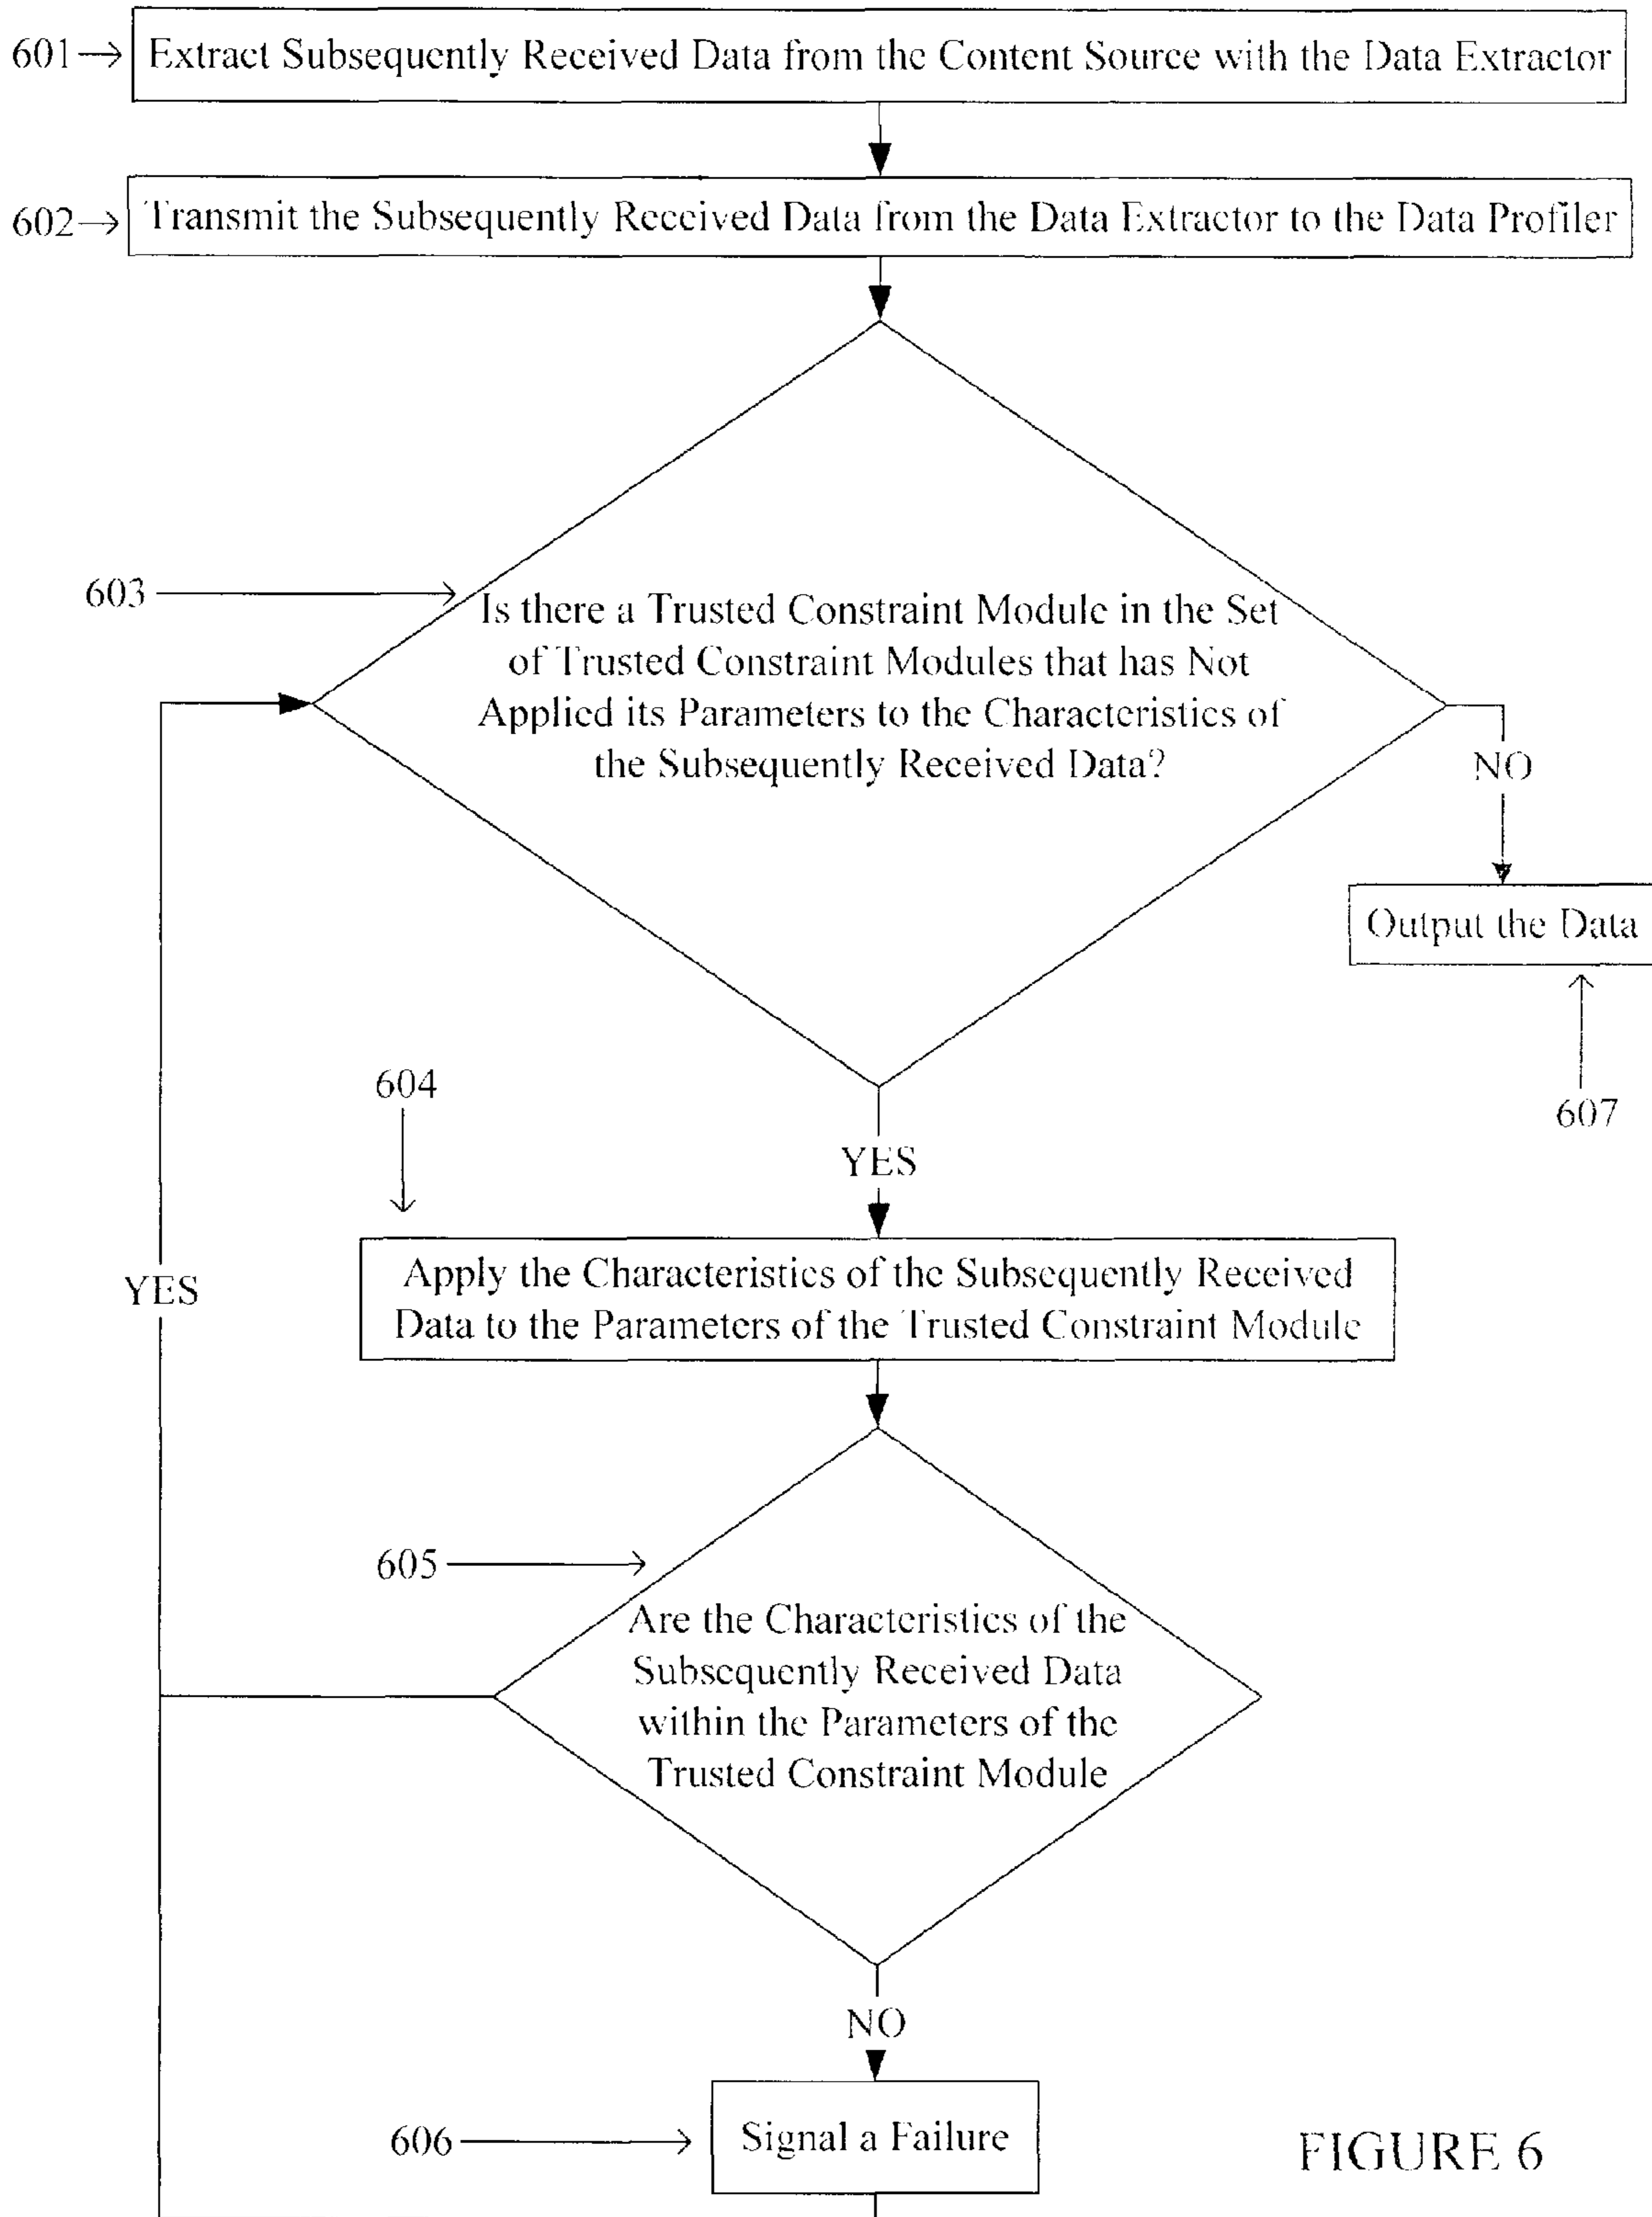 601
Extract Subsequently Received Data from the Content Source with the Data Extractor
602
Transmit the Subsequently Received Data from the Data Extractor to the Data Profiler
603
Is there a Trusted Constraint Module in the Set
of Trusted Constraint Modules that has Not
Applied its Parameters to the Characteristics of
the Subsequently Received Data?
NO
Output the Data
607
604
YES
Apply the Characteristics of the Subsequently Received
Data to the Parameters of the Trusted Constraint Module
YES
605
Are the Characteristics of the
Subsequently Received Data
within the Parameters of the
Trusted Constraint Module
NO
606
Signal a Failure
FIGURE 6